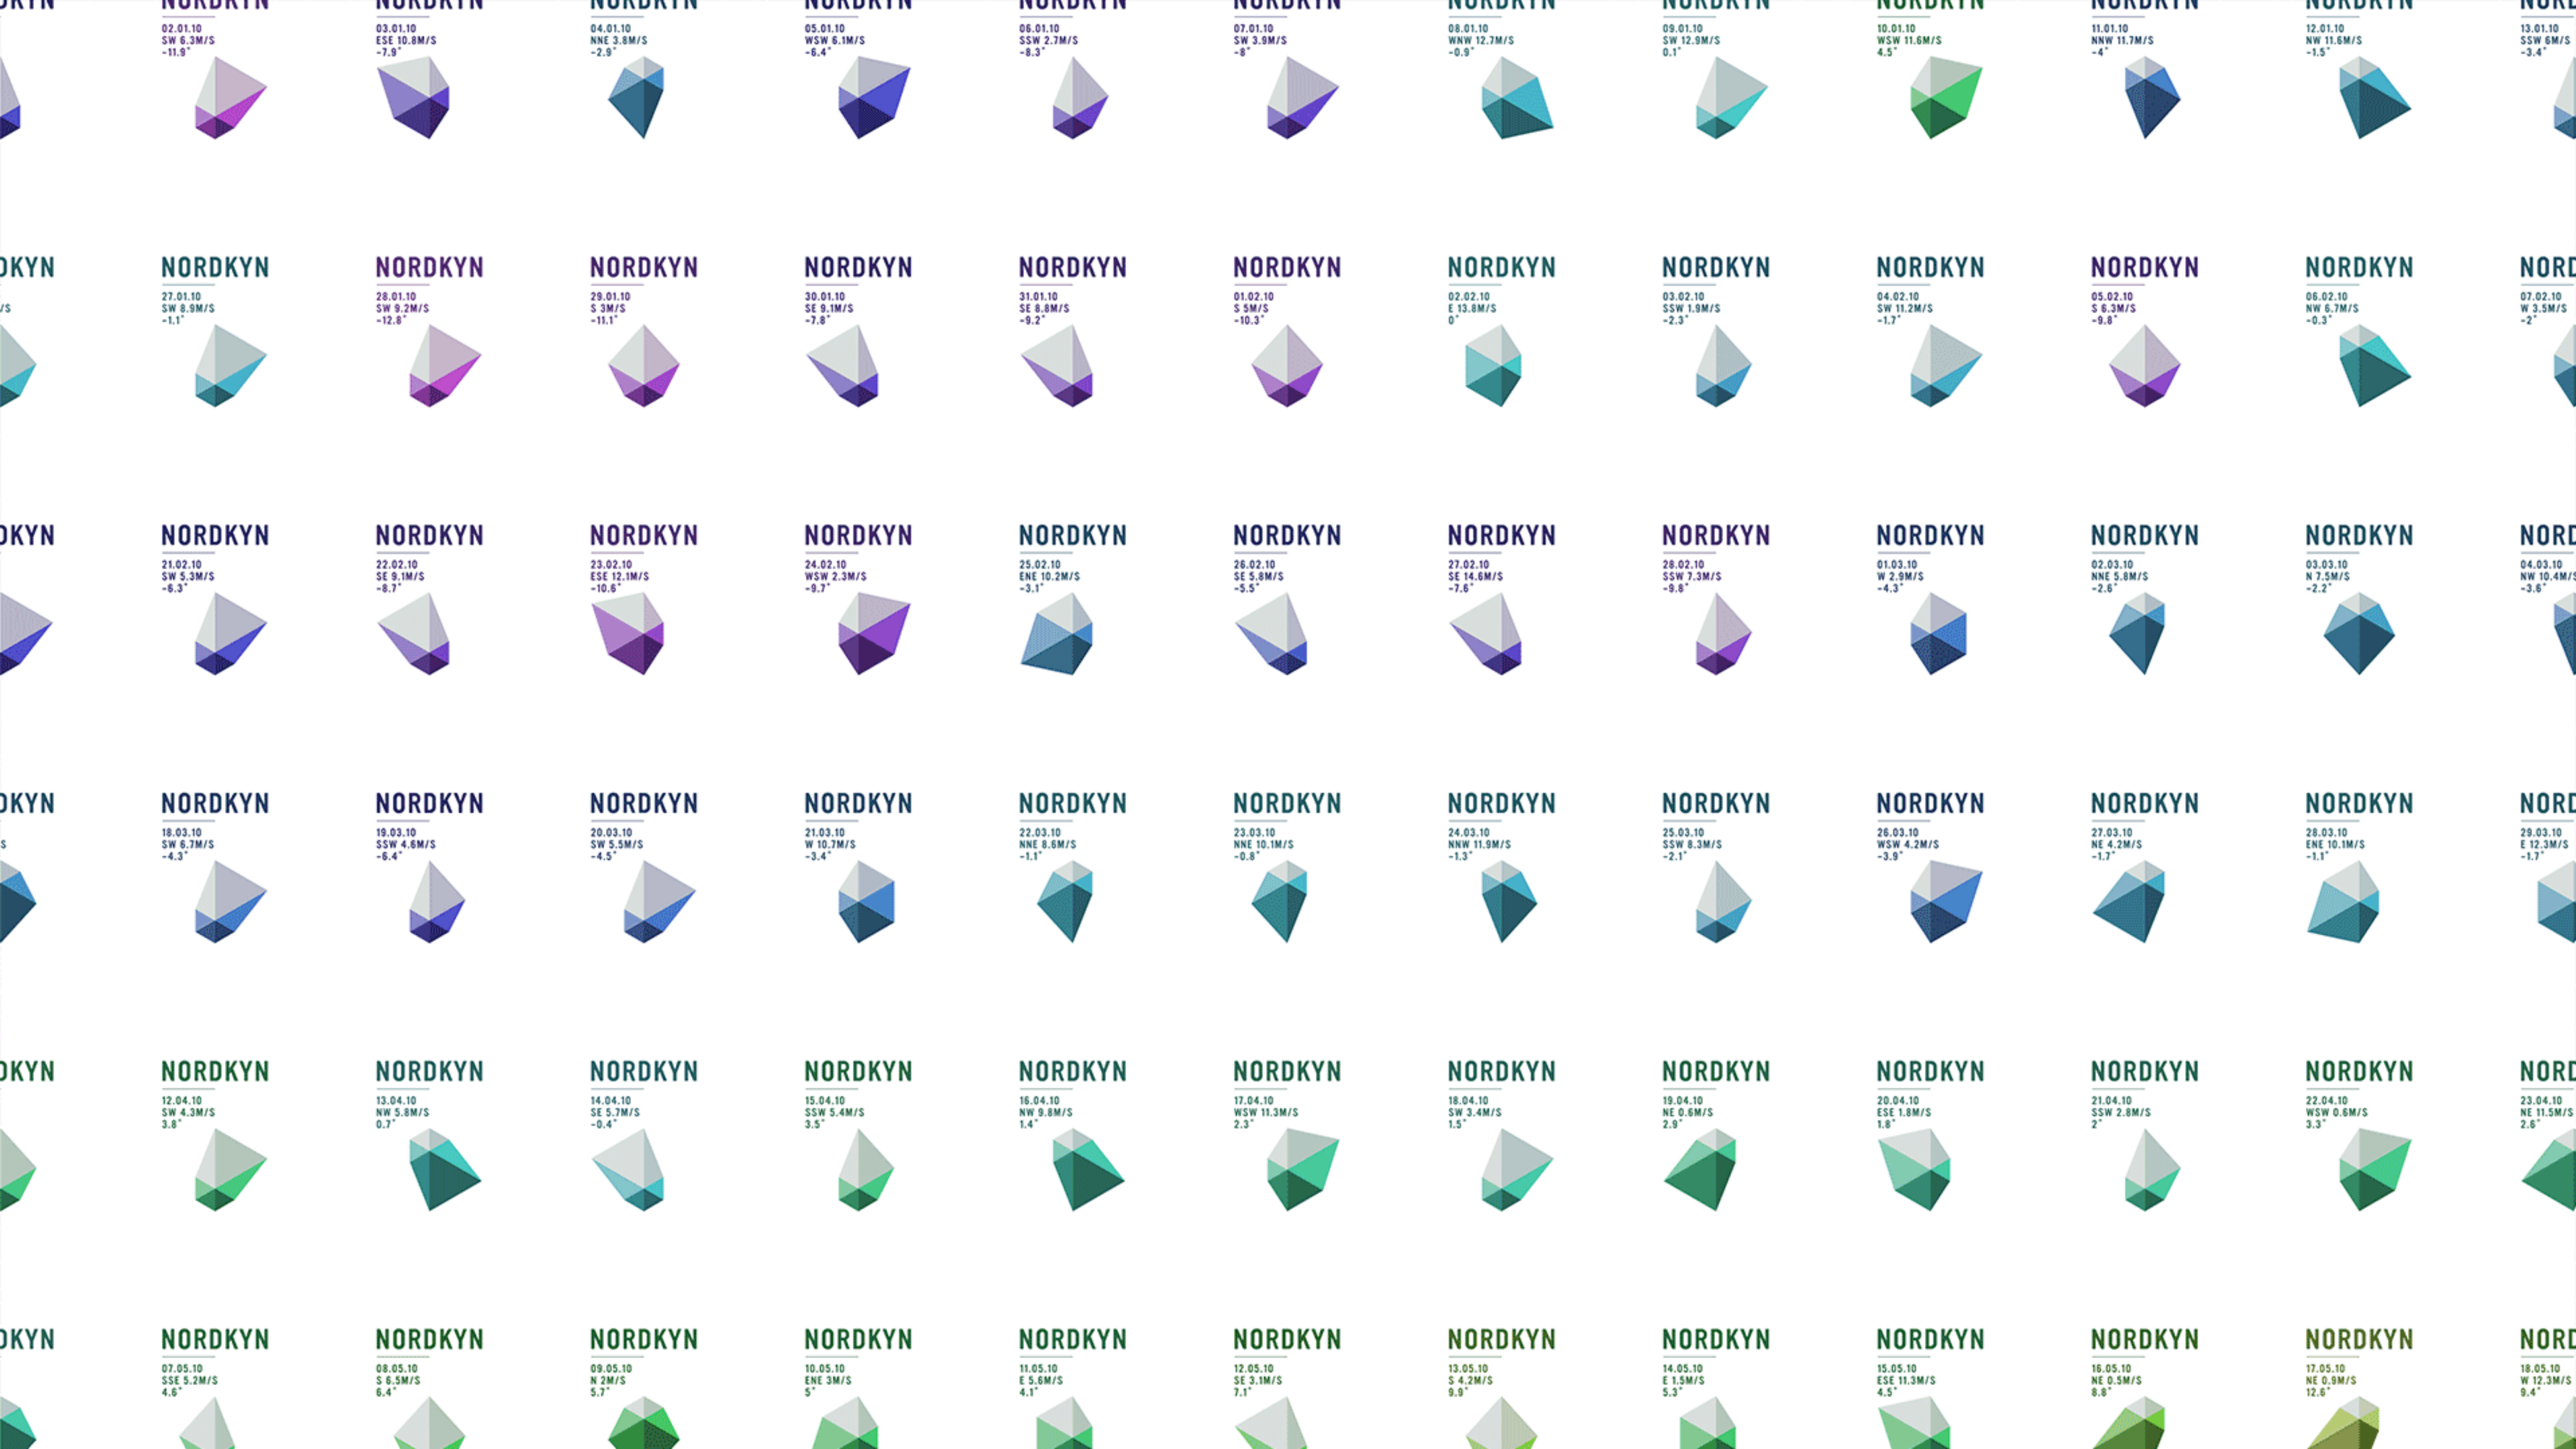 NORDKYN
02.01.10
SW 6.3M/S
-11.9°
NORDKYN
03.01.10
ESE 10.8M/S
-7.9°
NORDKYN
04.01.10
NNE 3.8M/S
-2.9°
NORDKYN
05.01.10
WSW 6.1M/S
-6.4°
NORDKYN
06.01.10
SSW 2.7M/S
-8.3°
NORDKYN
07.01.10
SW 3.9M/S
-8°
NORDKYN
08.01.10
WNW 12.7M/S
-0.9°
NORDKYN
09.01.10
SW 12.9M/S
0.1°
NORDKYN
10.01.10
WSW 11.6M/S
4.5°
NORDKYN
11.01.10
NNW 11.7M/S
-4°
NORDKYN
12.01.10
NW 11.6M/S
-1.5°
13.01.10
SSW 6M/S
-3.4°
NORDKYN
27.01.10
SW 8.9M/S
-1.1°
NORDKYN
28.01.10
SW 9.2M/S
-12.8°
NORDKYN
29.01.10
S 3M/S
-11.1°
NORDKYN
30.01.10
SE 9.1M/S
-7.8°
NORDKYN
31.01.10
SE 8.8M/S
-9.2°
NORDKYN
01.02.10
S 5M/S
-10.3°
NORDKYN
02.02.10
E 13.8M/S
0°
NORDKYN
03.02.10
SSW 1.9M/S
-2.3°
NORDKYN
04.02.10
SW 11.2M/S
-1.7°
NORDKYN
05.02.10
S 6.3M/S
-9.8°
NORDKYN
06.02.10
NW 6.7M/S
-0.3°
07.02.10
W 3.5M/S
-2°
NORDKYN
21.02.10
SW 5.3M/S
-6.3°
NORDKYN
22.02.10
SE 9.1M/S
-8.7°
NORDKYN
23.02.10
ESE 12.1M/S
-10.6°
NORDKYN
24.02.10
WSW 2.3M/S
-9.7°
NORDKYN
25.02.10
ENE 10.2M/S
-3.1°
NORDKYN
26.02.10
SE 5.8M/S
-5.5°
NORDKYN
27.02.10
SE 14.6M/S
-7.6°
NORDKYN
28.02.10
SSW 7.3M/S
-9.8°
NORDKYN
01.03.10
W 2.9M/S
-4.3°
NORDKYN
02.03.10
NNE 5.8M/S
-2.6°
NORDKYN
03.03.10
N 7.5M/S
-2.2°
04.03.10
NW 10.4M/S
-3.6°
NORDKYN
18.03.10
SW 6.7M/S
-4.3°
NORDKYN
19.03.10
SSW 4.6M/S
-6.4°
NORDKYN
20.03.10
SW 5.5M/S
-4.5°
NORDKYN
21.03.10
W 10.7M/S
-3.4°
NORDKYN
22.03.10
NNE 8.6M/S
-1.1°
NORDKYN
23.03.10
NNE 10.1M/S
-0.8°
NORDKYN
24.03.10
NNW 11.9M/S
-1.3°
NORDKYN
25.03.10
SSW 8.3M/S
-2.1°
NORDKYN
26.03.10
WSW 4.2M/S
-3.9°
NORDKYN
27.03.10
NE 4.2M/S
-1.7°
NORDKYN
28.03.10
ENE 10.1M/S
-1.1°
29.03.10
E 12.3M/S
-1.7°
NORDKYN
12.04.10
SW 4.3M/S
3.8°
NORDKYN
13.04.10
NW 5.8M/S
0.7°
NORDKYN
14.04.10
SE 5.7M/S
-0.4°
NORDKYN
15.04.10
SSW 5.4M/S
3.5°
NORDKYN
16.04.10
NW 9.8M/S
1.4°
NORDKYN
17.04.10
WSW 11.3M/S
2.3°
NORDKYN
18.04.10
SW 3.4M/S
1.5°
NORDKYN
19.04.10
NE 0.6M/S
2.9°
NORDKYN
20.04.10
ESE 1.8M/S
1.8°
NORDKYN
21.04.10
SSW 2.8M/S
2°
NORDKYN
22.04.10
WSW 0.6M/S
3.3°
23.04.10
NE 11.5M/S
2.6°
NORDKYN
07.05.10
SSE 5.2M/S
4.6°
NORDKYN
08.05.10
S 6.5M/S
6.4°
NORDKYN
09.05.10
N 2M/S
5.7°
NORDKYN
10.05.10
ENE 3M/S
5°
NORDKYN
11.05.10
E 5.6M/S
4.1°
NORDKYN
12.05.10
SE 3.1M/S
7.1°
NORDKYN
13.05.10
S 4.2M/S
9.9°
NORDKYN
14.05.10
E 1.5M/S
5.3°
NORDKYN
15.05.10
ESE 11.3M/S
4.5°
NORDKYN
16.05.10
NE 0.5M/S
8.8°
NORDKYN
17.05.10
NE 0.9M/S
12.6°
18.05.10
W 12.3M/S
9.4°